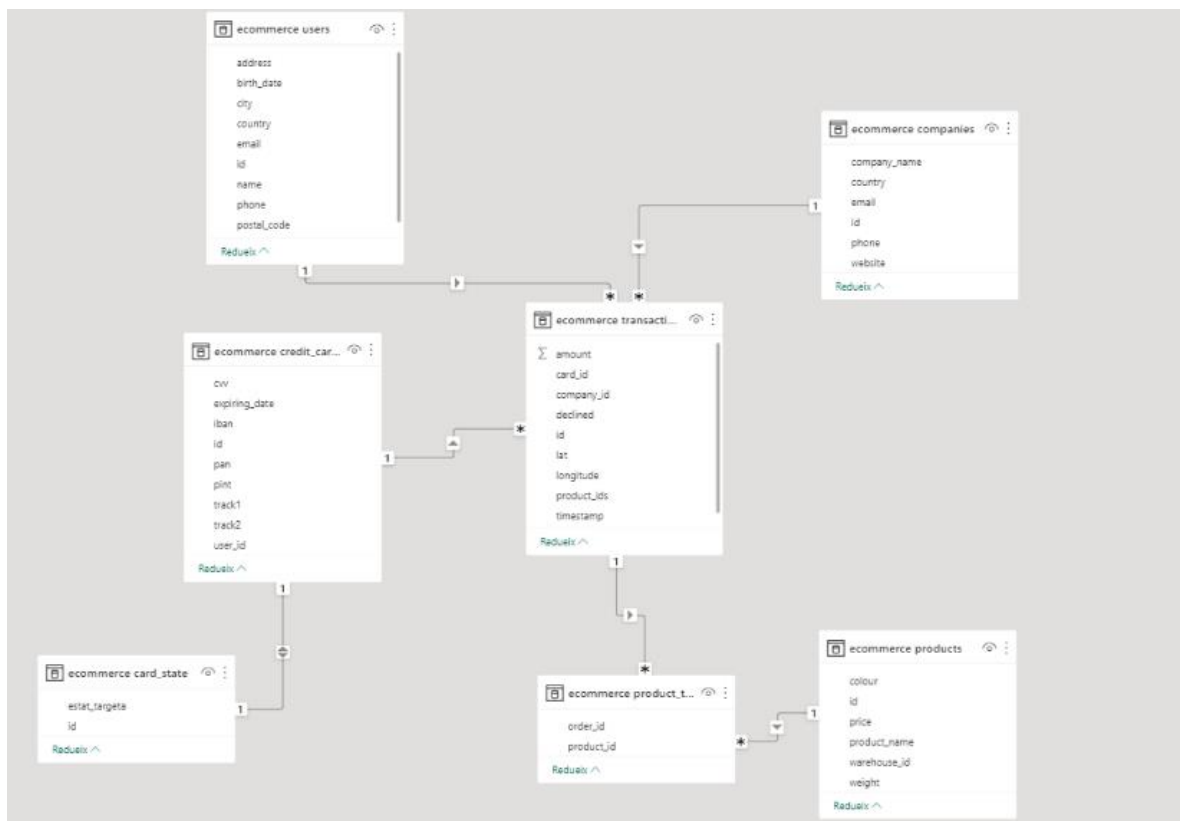 ecommerce users
address
birth_date
city
country
email
id
name
phone
postal_code
Redueix
ecommerce companies
company_name
country
email
id
phone
website
Redueix
1
1
*
*
ecommerce transacti...
amount
card_id
company_id
declined
id
lat
longitude
product_ids
timestamp
Redueix
ecommerce credit_car...
cvv
expiring_date
iban
id
pan
pint
track1
track2
user_id
Redueix
*
1
1
1
ecommerce card_state
estat_targeta
id
Redueix
1
*
ecommerce product_t...
order_id
product_id
Redueix
*
1
ecommerce products
colour
id
price
product_name
warehouse_id
weight
Redueix